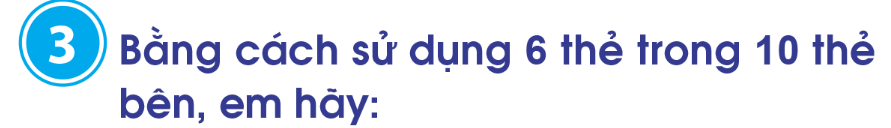 3 Bằng cách sử dụng 6 thẻ trong 10 thẻ
bên, em hãy: